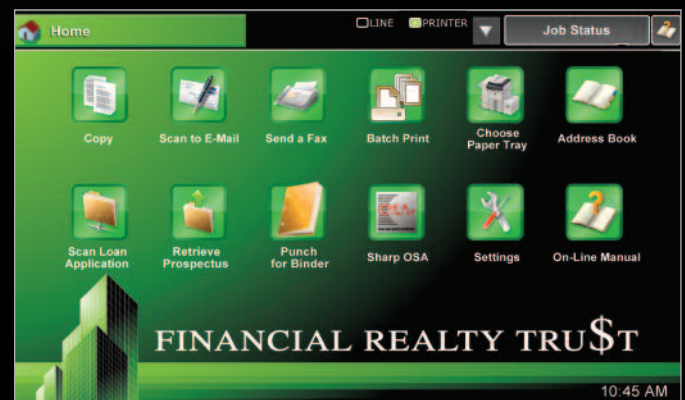 Home
LINE PRINTER
Job Status
Copy
Scan to E-Mail
Send a Fax
Batch Print
Choose
Paper Tray
Address Book
Scan Loan
Application
Retrieve
Prospectus
Punch
for Binder
Sharp OSA
Settings
On-Line Manual
FINANCIAL REALTY TRU$T
10:45 AM